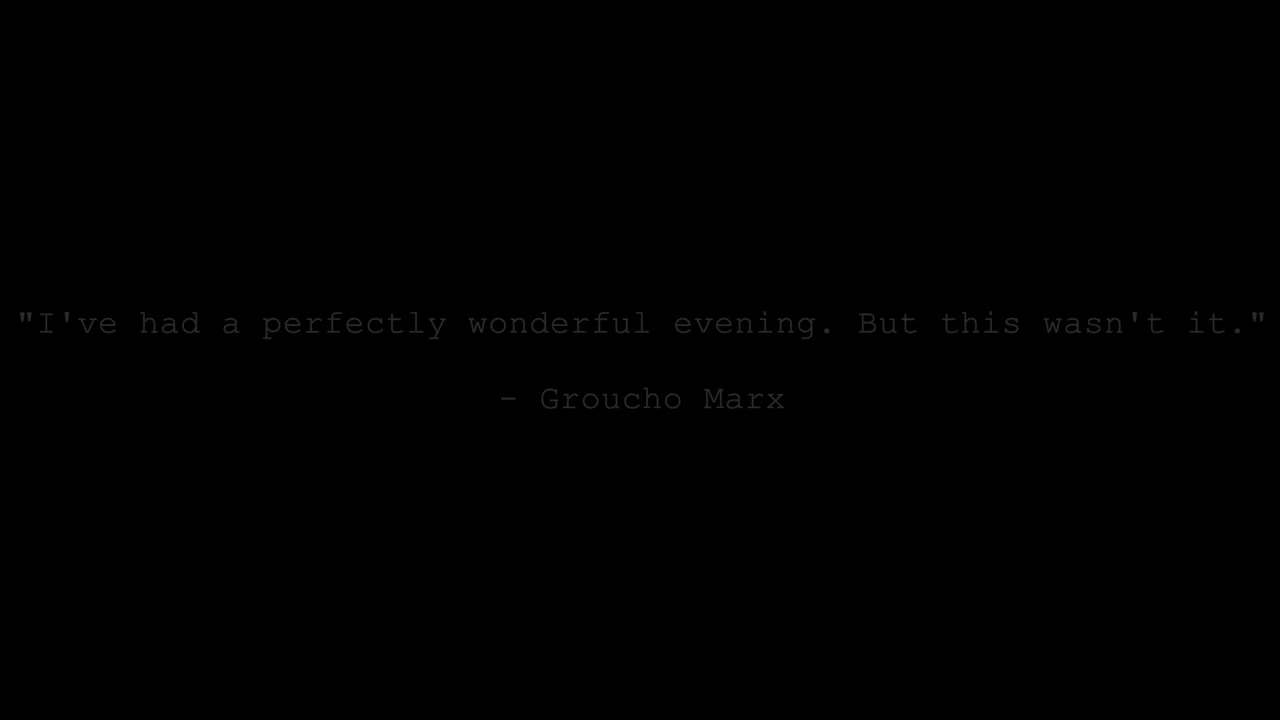 "I've had a perfectly wonderful evening. But this wasn't it."
- Groucho Marx